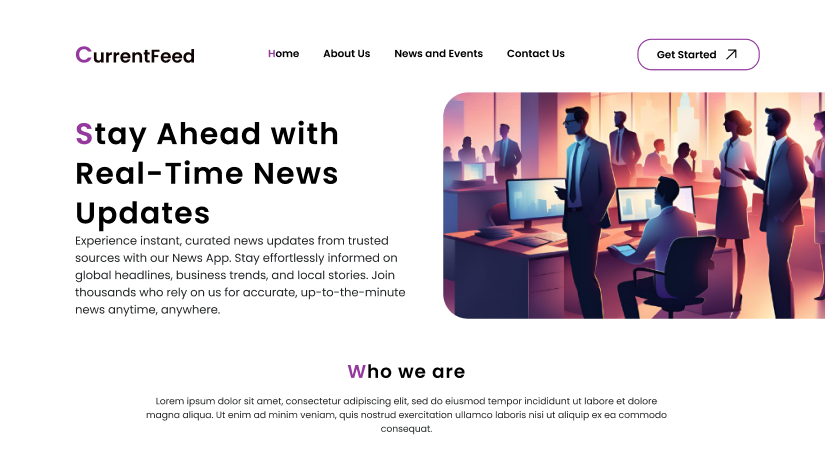 CurrentFeed
Home About Us News and Events Contact Us
Get Started
Stay Ahead with
Real-Time News
Updates
Experience instant, curated news updates from trusted
sources with our News App. Stay effortlessly informed on
global headlines, business trends, and local stories. Join
thousands who rely on us for accurate, up-to-the-minute
news anytime, anywhere.
Who we are
Lorem ipsum dolor sit amet, consectetur adipiscing elit, sed do eiusmod tempor incididunt ut labore et dolore
magna aliqua. Ut enim ad minim veniam, quis nostrud exercitation ullamco laboris nisi ut aliquip ex ea commodo
consequat.